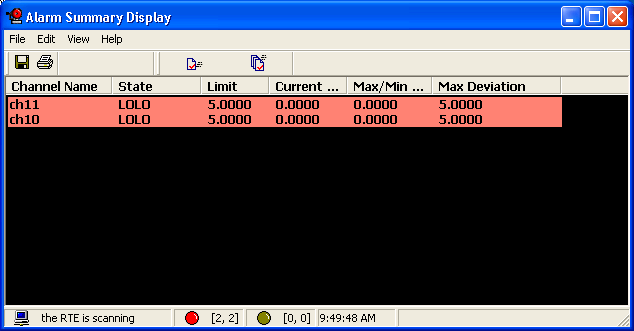 Alarm Summary Display
File Edit View Help
Channel Name State Limit Current ... Max/Min ... Max Deviation
ch11 LOLO 5.0000 0.0000 0.0000 5.0000
ch10 LOLO 5.0000 0.0000 0.0000 5.0000
the RTE is scanning [2, 2] [0, 0] 9:49:48 AM